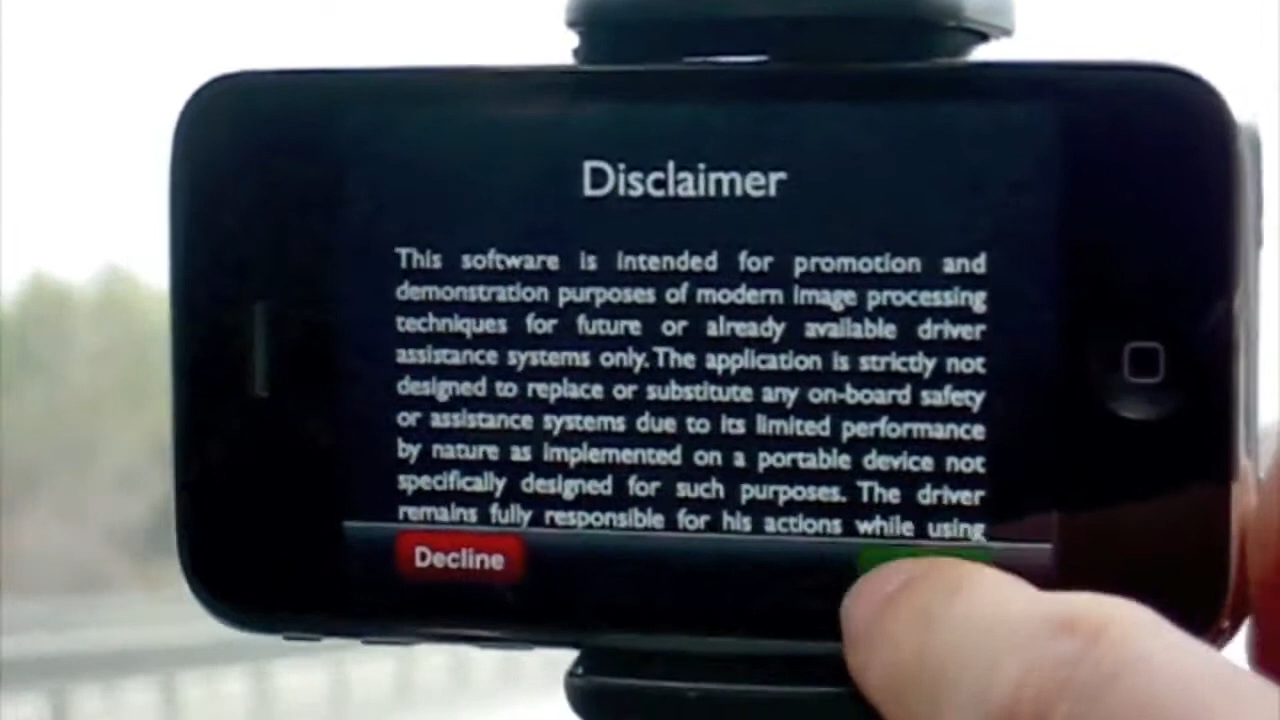 Disclaimer
This software is intended for promotion and
demonstration purposes of modern image processing
techniques for future or already available driver
assistance systems only. The application is strictly not
designed to replace or substitute any on-board safety
or assistance systems due to its limited performance
by nature as implemented on a portable device not
specifically designed for such purposes. The driver
remains fully responsible for his actions while using
Decline